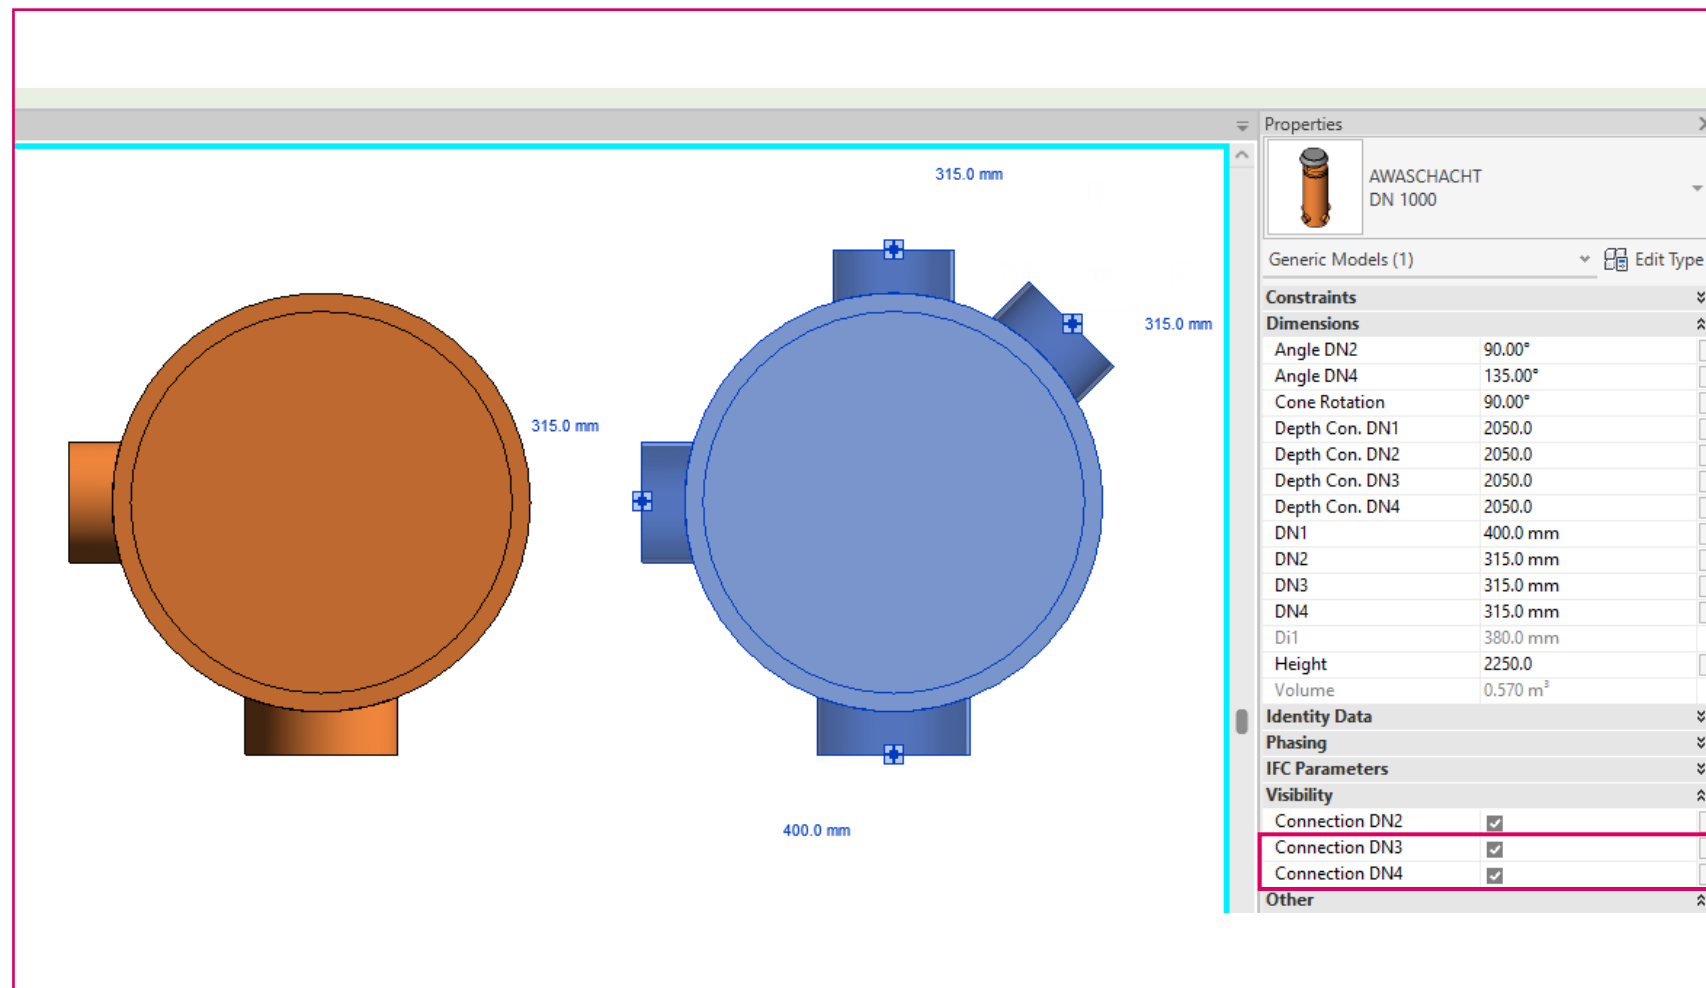 315.0 mm
315.0 mm
315.0 mm
400.0 mm
Properties
AWASCHACHT
DN 1000
Generic Models (1)
Edit Type
Constraints
Dimensions
Angle DN2 90.00°
Angle DN4 135.00°
Cone Rotation 90.00°
Depth Con. DN1 2050.0
Depth Con. DN2 2050.0
Depth Con. DN3 2050.0
Depth Con. DN4 2050.0
DN1 400.0 mm
DN2 315.0 mm
DN3 315.0 mm
DN4 315.0 mm
Di1 380.0 mm
Height 2250.0
Volume 0.570 m³
Identity Data
Phasing
IFC Parameters
Visibility
Connection DN2
Connection DN3
Connection DN4
Other